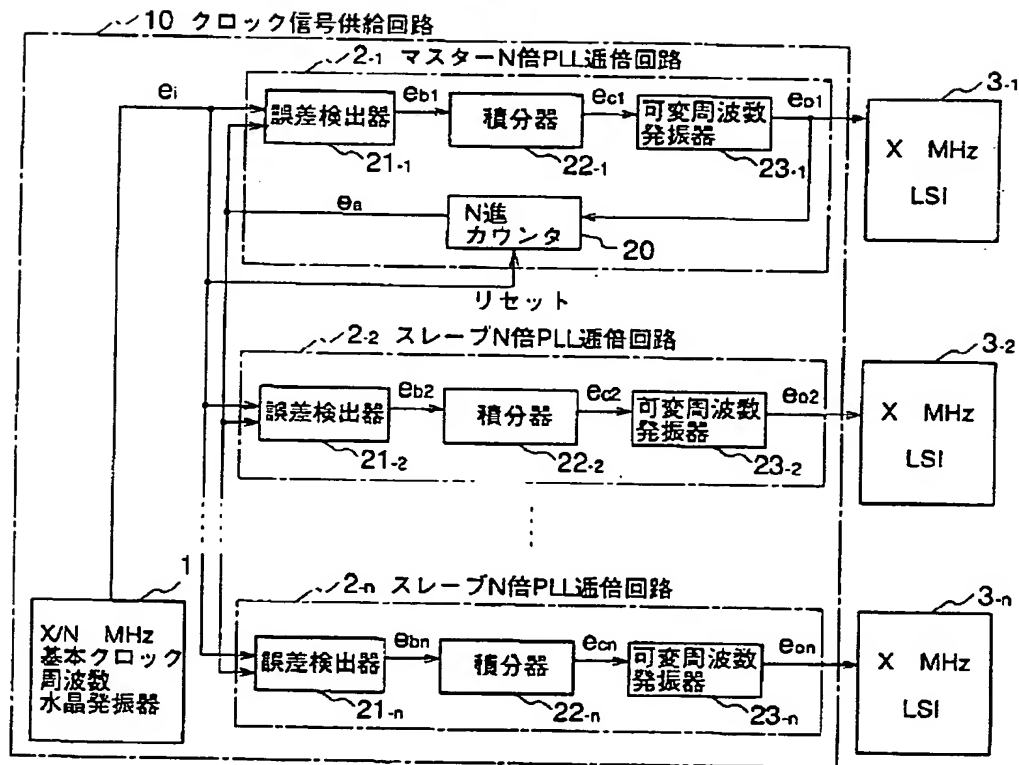 10 クロック信号供給回路
2-1 マスターN倍PLL逓倍回路
ei
誤差検出器
21-1
eb1
積分器
22-1
ec1
可変周波数
発振器
23-1
eo1
3-1
X MHz
LSI
ea
N進
カウンタ
20
リセット
2-2 スレーブN倍PLL逓倍回路
誤差検出器
21-2
eb2
積分器
22-2
ec2
可変周波数
発振器
23-2
eo2
3-2
X MHz
LSI
1
X/N MHz
基本クロック
周波数
水晶発振器
2-n スレーブN倍PLL逓倍回路
誤差検出器
21-n
ebn
積分器
22-n
ecn
可変周波数
発振器
23-n
eon
3-n
X MHz
LSI